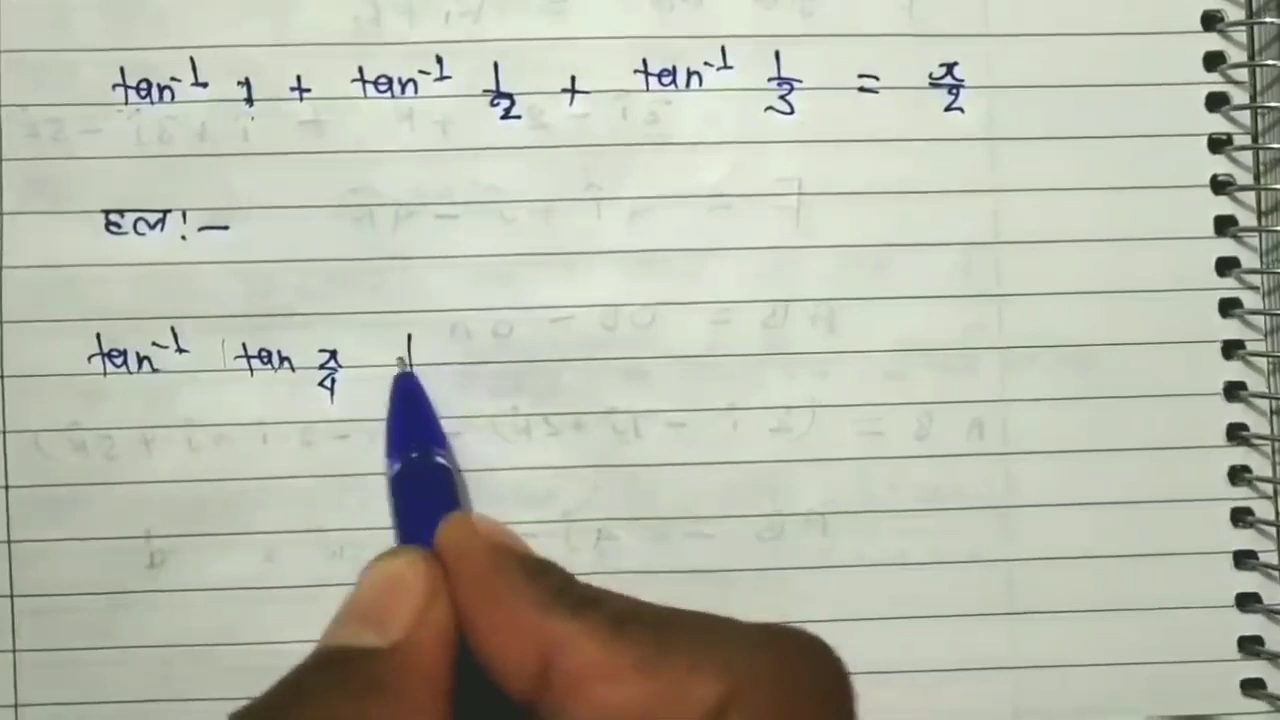 tan⁻¹ 1 + tan⁻¹ 1/2 + tan⁻¹ 1/3 = π/2
हल:-
tan⁻¹ tan π/4 +